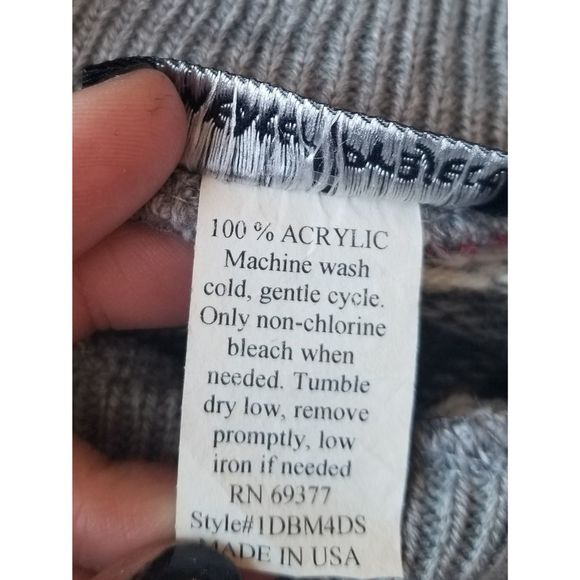 100 % ACRYLIC
Machine wash
cold, gentle cycle.
Only non-chlorine
bleach when
needed. Tumble
dry low, remove
promptly, low
iron if needed
RN 69377
Style#1DBM4DS
MADE IN USA